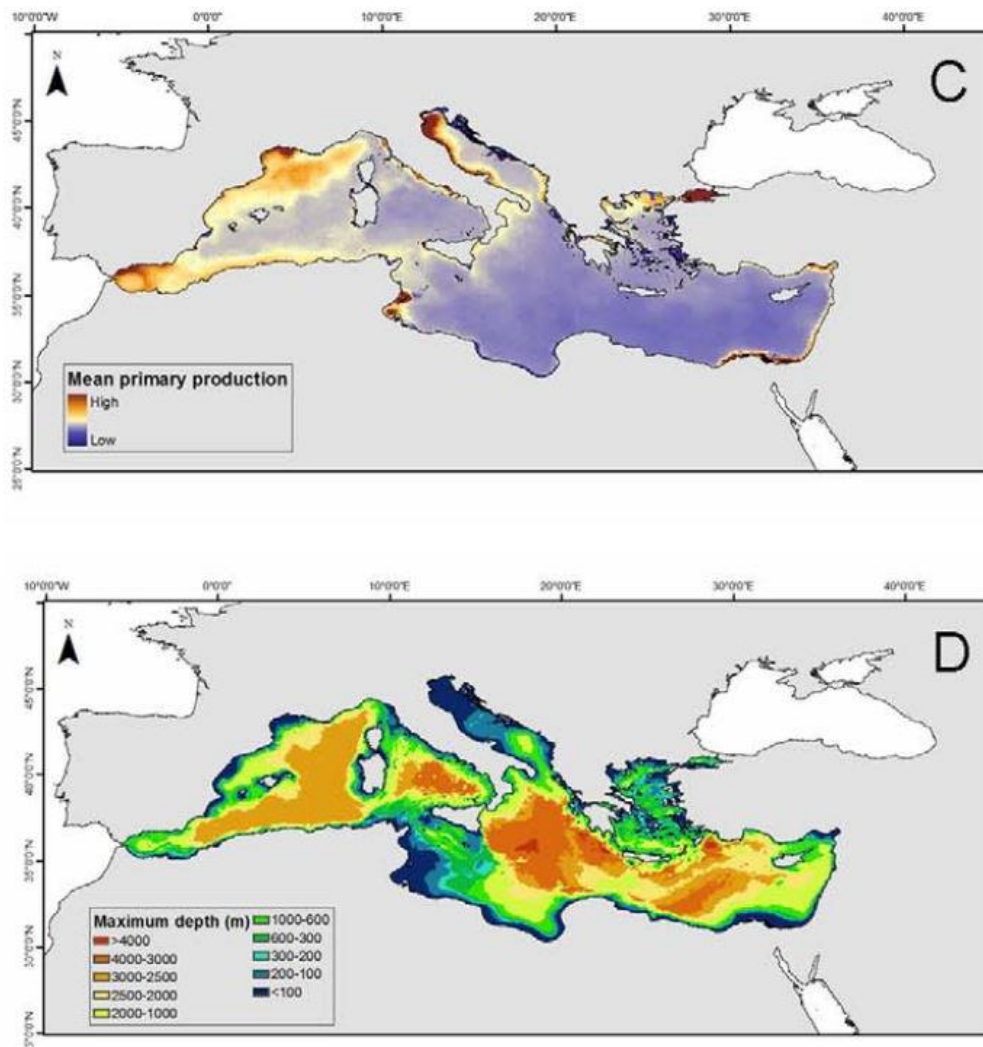 10°0'0"W 0°0'0" 10°0'0"E 20°0'0"E 30°0'0"E 40°0'0"E
N
C
45°0'0"N
40°0'0"N
35°0'0"N
30°0'0"N
25°0'0"N
Mean primary production
High
Low
10°0'0"W 0°0'0" 10°0'0"E 20°0'0"E 30°0'0"E 40°0'0"E
N
D
45°0'0"N
40°0'0"N
35°0'0"N
30°0'0"N
5°0'0"N
Maximum depth (m)
>4000
4000-3000
3000-2500
2500-2000
2000-1000
1000-600
600-300
300-200
200-100
<100